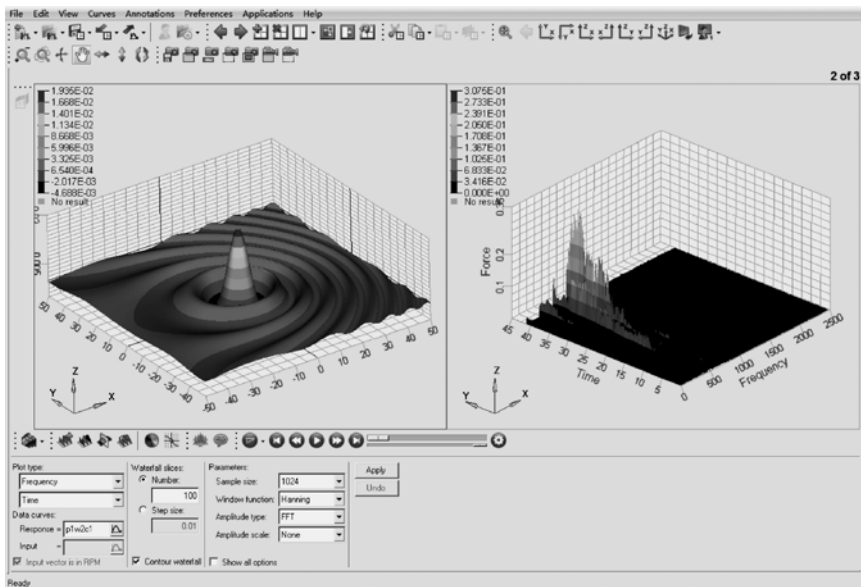 File Edit View Curves Annotations Preferences Applications Help
2 of 3
1.935E-02
1.668E-02
1.401E-02
1.134E-02
8.668E-03
5.996E-03
3.325E-03
6.540E-04
-2.017E-03
-4.688E-03
No result
50 40 30 20 10 0 -10 -20 -30 -40 -50
-50 -40 -30 -20 -10 0 10 20 30 40 50
Z
Y X
3.075E-01
2.733E-01
2.391E-01
2.050E-01
1.708E-01
1.367E-01
1.025E-01
6.833E-02
3.416E-02
0.000E+00
No result
Force
0.2
0.1
45 40 35 30 25 20 15 10 5
Time
0 500 1000 1500 2000 2500
Frequency
Z
Y X
Plot type:
Frequency
Time
Data curves:
Response = p1w2c1
Input =
Input vector is in RPM
Waterfall slices:
Number:
100
Step size:
0.01
Contour waterfall
Parameters:
Sample size: 1024
Window function: Hanning
Amplitude type: FFT
Amplitude scale: None
Show all options
Apply
Undo
Ready